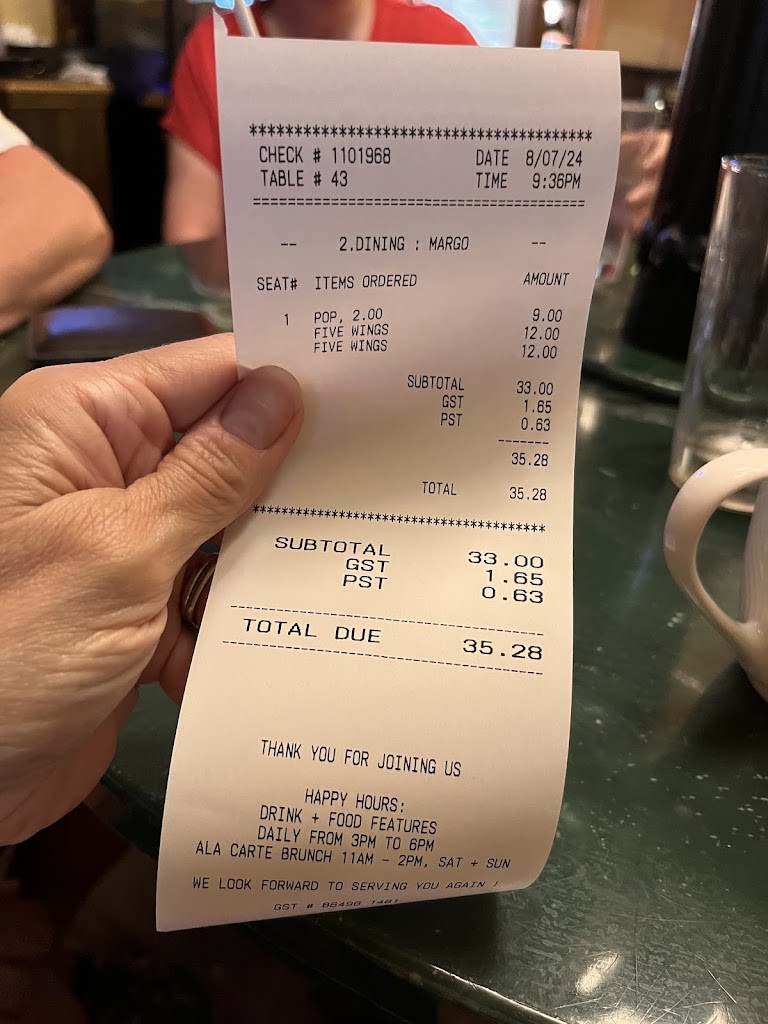 ****************************************
CHECK # 1101968 DATE 8/07/24
TABLE # 43 TIME 9:36PM
========================================
-- 2.DINING : MARGO --
SEAT# ITEMS ORDERED AMOUNT
1 POP, 2.00 9.00
FIVE WINGS 12.00
FIVE WINGS 12.00
SUBTOTAL 33.00
GST 1.65
PST 0.63
-------
35.28
TOTAL 35.28
****************************************
SUBTOTAL 33.00
GST 1.65
PST 0.63
----------------------------------------
TOTAL DUE 35.28
----------------------------------------
THANK YOU FOR JOINING US
HAPPY HOURS:
DRINK + FOOD FEATURES
DAILY FROM 3PM TO 6PM
ALA CARTE BRUNCH 11AM - 2PM, SAT + SUN
WE LOOK FORWARD TO SERVING YOU AGAIN !
GST #